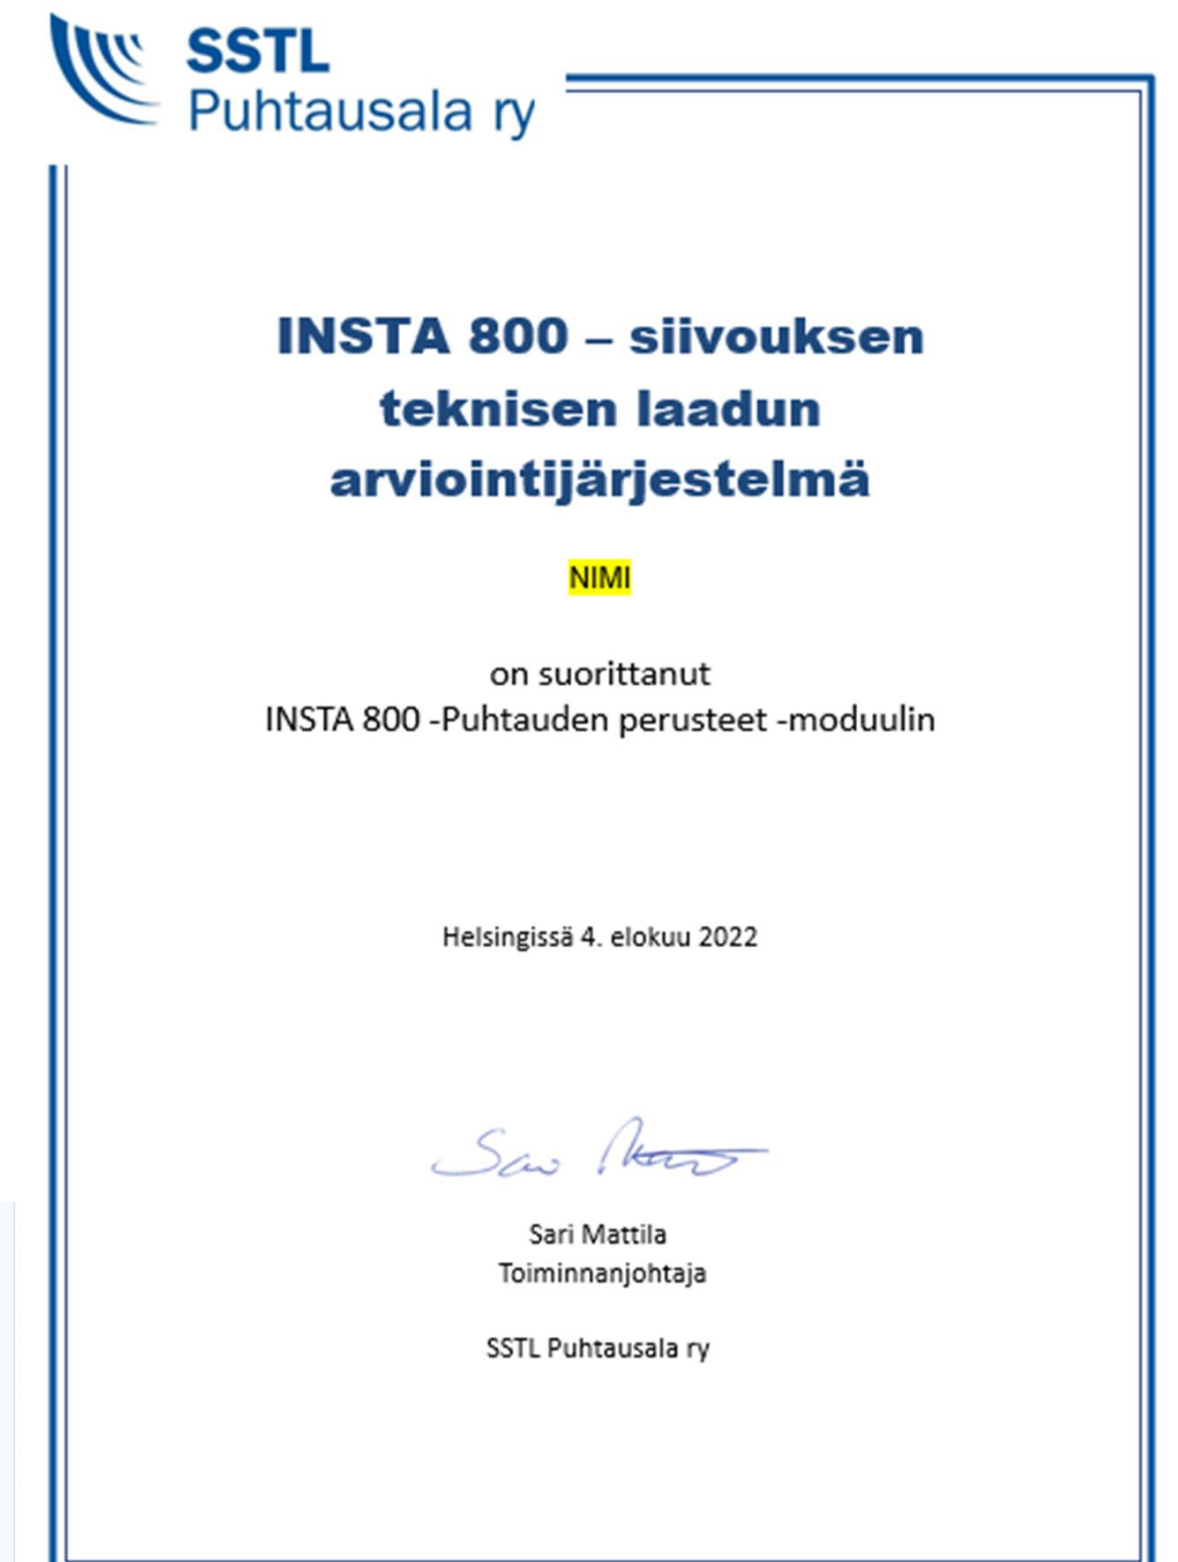 SSTL
Puhtausala ry
INSTA 800 – siivouksen
teknisen laadun
arviointijärjestelmä
NIMI
on suorittanut
INSTA 800 -Puhtauden perusteet -moduulin
Helsingissä 4. elokuu 2022
Sari Mattila
Toiminnanjohtaja
SSTL Puhtausala ry